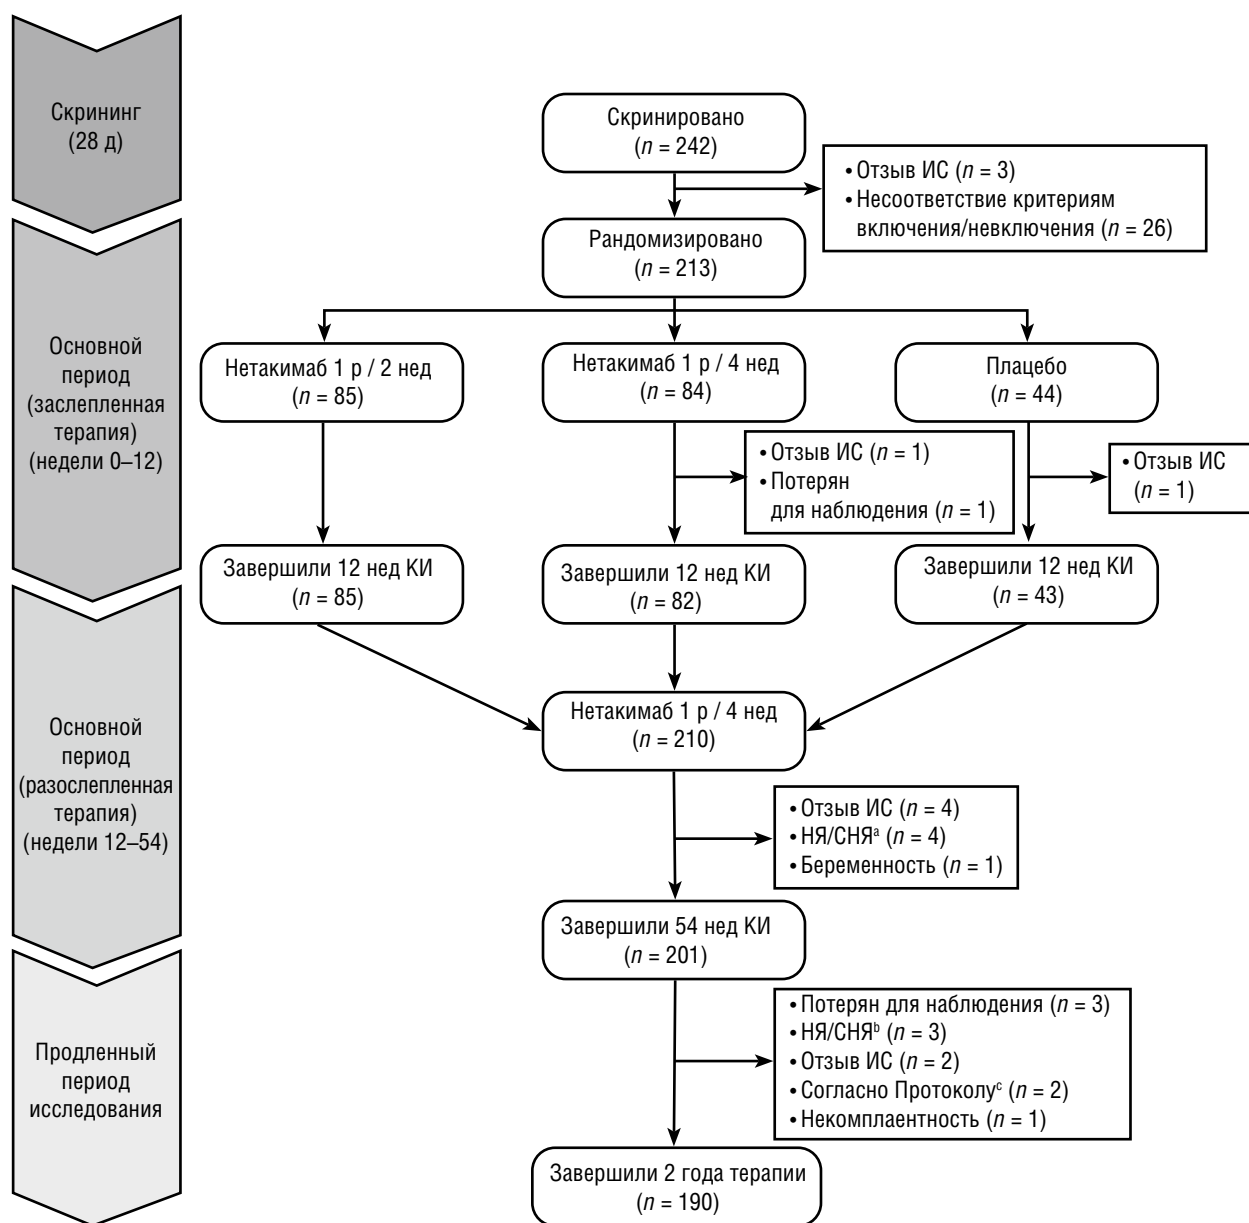 Скрининг
(28 д)
Скринировано
(n = 242)
• Отзыв ИС (n = 3)
• Несоответствие критериям
включения/невключения (n = 26)
Рандомизировано
(n = 213)
Основной
период
(заслепленная
терапия)
(недели 0–12)
Нетакимаб 1 р / 2 нед
(n = 85)
Нетакимаб 1 р / 4 нед
(n = 84)
Плацебо
(n = 44)
• Отзыв ИС (n = 1)
• Потерян
для наблюдения (n = 1)
• Отзыв ИС
(n = 1)
Завершили 12 нед КИ
(n = 85)
Завершили 12 нед КИ
(n = 82)
Завершили 12 нед КИ
(n = 43)
Основной
период
(разослепленная
терапия)
(недели 12–54)
Нетакимаб 1 р / 4 нед
(n = 210)
• Отзыв ИС (n = 4)
• НЯ/СНЯᵃ (n = 4)
• Беременность (n = 1)
Завершили 54 нед КИ
(n = 201)
Продленный
период
исследования
• Потерян для наблюдения (n = 3)
• НЯ/СНЯᵇ (n = 3)
• Отзыв ИС (n = 2)
• Согласно Протоколуᶜ (n = 2)
• Некомплаентность (n = 1)
Завершили 2 года терапии
(n = 190)